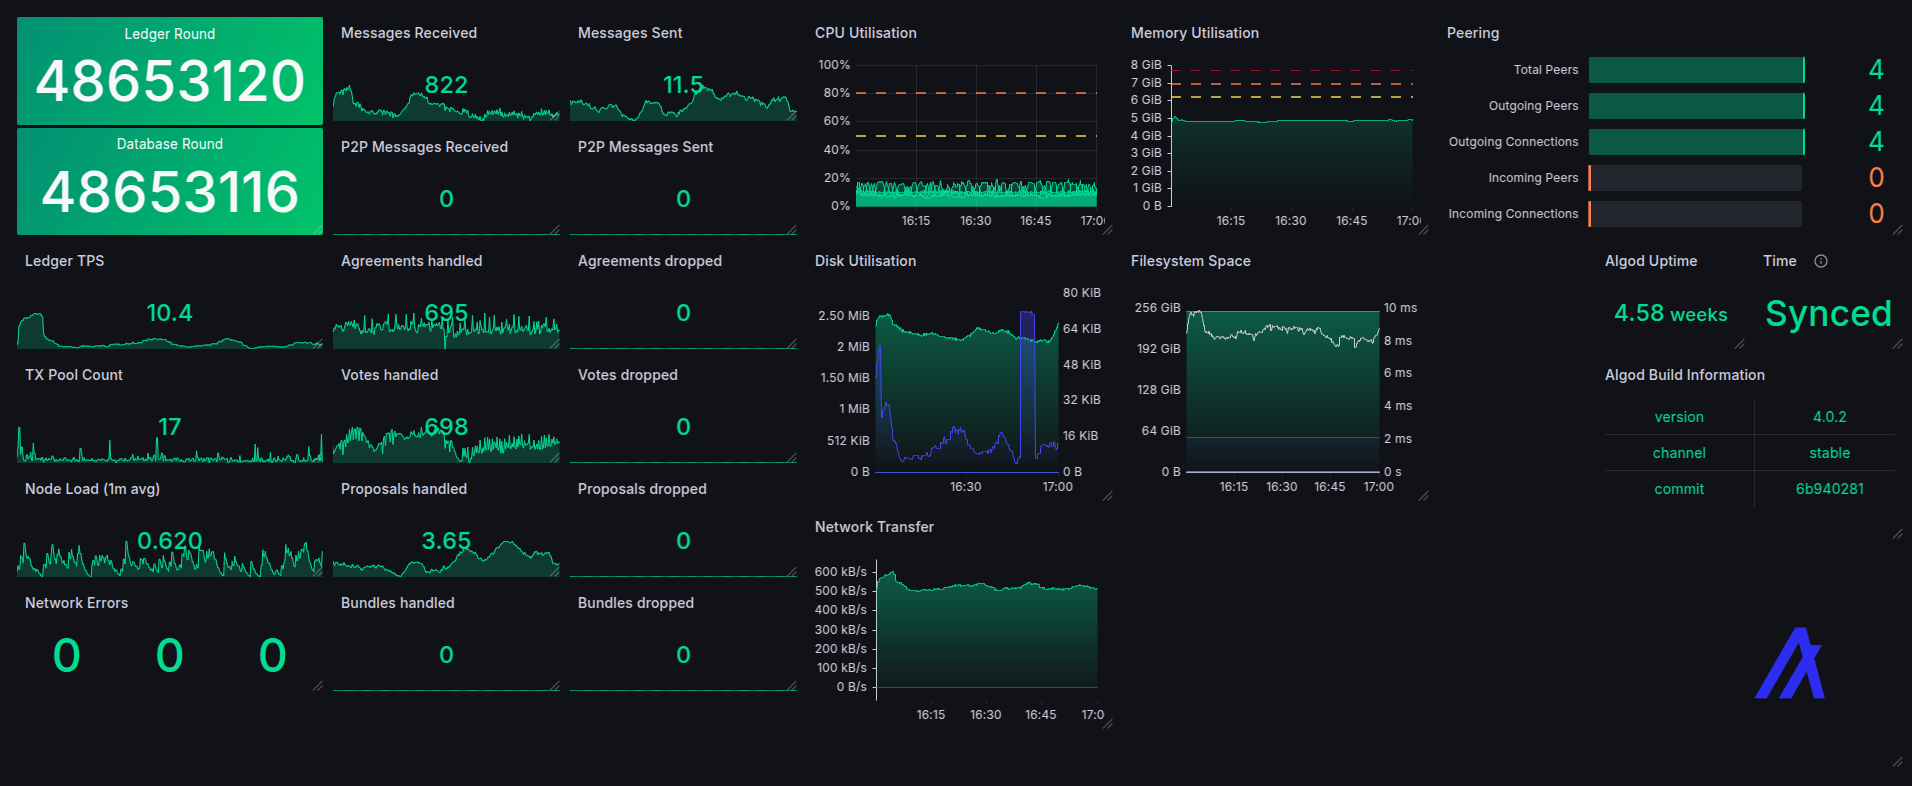 Ledger Round
48653120
Database Round
48653116
Messages Received
822
Messages Sent
11.5
P2P Messages Received
0
P2P Messages Sent
0
CPU Utilisation
100%
80%
60%
40%
20%
0%
16:15 16:30 16:45 17:00
Memory Utilisation
8 GiB
7 GiB
6 GiB
5 GiB
4 GiB
3 GiB
2 GiB
1 GiB
0 B
16:15 16:30 16:45 17:00
Peering
Total Peers 4
Outgoing Peers 4
Outgoing Connections 4
Incoming Peers 0
Incoming Connections 0
Ledger TPS
10.4
Agreements handled
695
Agreements dropped
0
TX Pool Count
17
Votes handled
698
Votes dropped
0
Node Load (1m avg)
0.620
Proposals handled
3.65
Proposals dropped
0
Network Errors
0 0 0
Bundles handled
0
Bundles dropped
0
Disk Utilisation
2.50 MiB
2 MiB
1.50 MiB
1 MiB
512 KiB
0 B
80 KiB
64 KiB
48 KiB
32 KiB
16 KiB
0 B
16:30 17:00
Filesystem Space
256 GiB
192 GiB
128 GiB
64 GiB
0 B
10 ms
8 ms
6 ms
4 ms
2 ms
0 s
16:15 16:30 16:45 17:00
Network Transfer
600 kB/s
500 kB/s
400 kB/s
300 kB/s
200 kB/s
100 kB/s
0 B/s
16:15 16:30 16:45 17:0
Algod Uptime
4.58 weeks
Time
Synced
Algod Build Information
version 4.0.2
channel stable
commit 6b940281